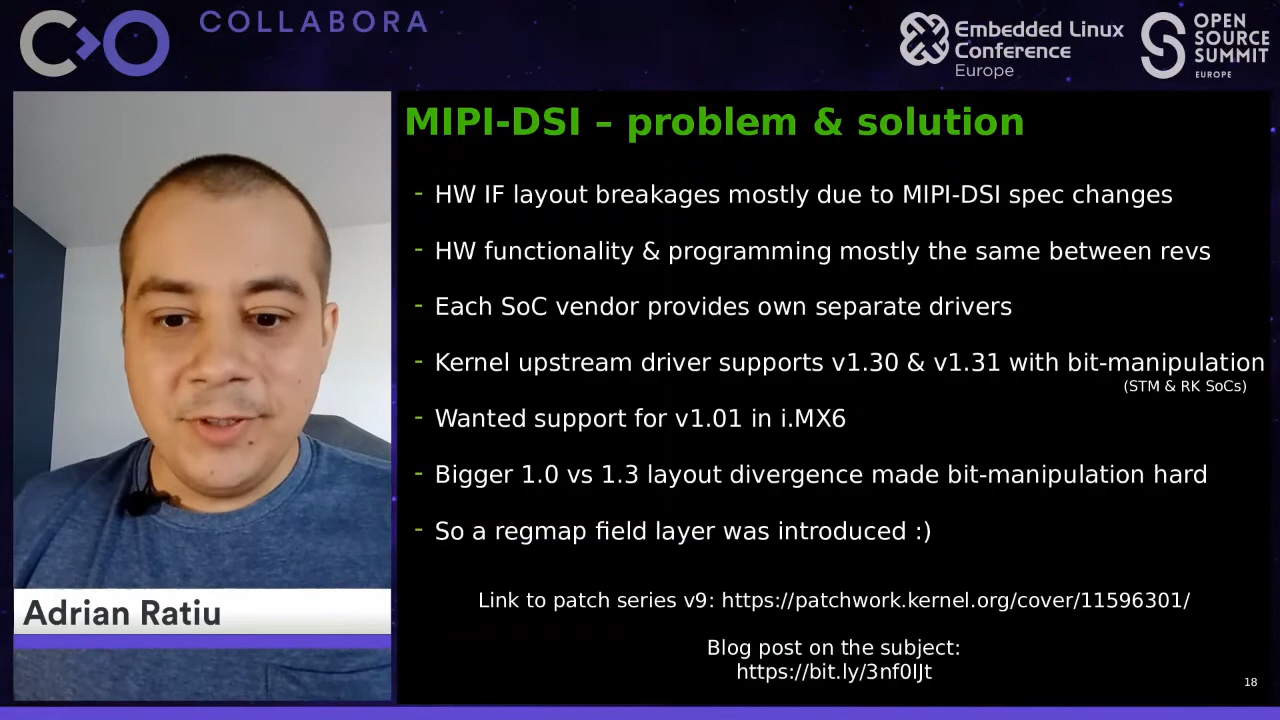 COLLABORA
Embedded Linux
Conference
Europe
OPEN
SOURCE
SUMMIT
EUROPE
MIPI-DSI – problem & solution
- HW IF layout breakages mostly due to MIPI-DSI spec changes
- HW functionality & programming mostly the same between revs
- Each SoC vendor provides own separate drivers
- Kernel upstream driver supports v1.30 & v1.31 with bit-manipulation
(STM & RK SoCs)
- Wanted support for v1.01 in i.MX6
- Bigger 1.0 vs 1.3 layout divergence made bit-manipulation hard
- So a regmap field layer was introduced :)
Link to patch series v9: https://patchwork.kernel.org/cover/11596301/
Blog post on the subject:
https://bit.ly/3nf0IJt
18
Adrian Ratiu